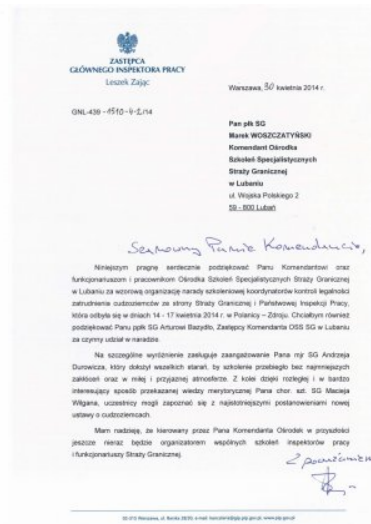 ZASTĘPCA
GŁÓWNEGO INSPEKTORA PRACY
Leszek Zając
Warszawa, 30 kwietnia 2014 r.
GNL-439
Pan płk SG
Marek WOSZCZATYŃSKI
Komendant Ośrodka
Szkoleń Specjalistycznych
Straży Granicznej
w Lubaniu
ul. Wojska Polskiego 2
59 - 800 Lubań
Szanowny Panie Komendancie,
Niniejszym pragnę serdecznie podziękować Panu Komendantowi oraz
funkcjonariuszom i pracownikom Ośrodka Szkoleń Specjalistycznych Straży Granicznej
w Lubaniu za wzorową organizację narady szkoleniowej koordynatorów kontroli legalności
zatrudnienia cudzoziemców ze strony Straży Granicznej i Państwowej Inspekcji Pracy,
która odbyła się w dniach 14 - 17 kwietnia 2014 r. w Polanicy – Zdroju. Chciałbym również
podziękować Panu ppłk SG Arturowi Bazydło, Zastępcy Komendanta OSS SG w Lubaniu
za czynny udział w naradzie.
Na szczególne wyróżnienie zasługuje zaangażowanie Pana mjr SG Andrzeja
Durowicza, który dołożył wszelkich starań, by szkolenie przebiegło bez najmniejszych
zakłóceń oraz w miłej i przyjaznej atmosferze. Z kolei dzięki rozległej i w bardzo
interesujący sposób przekazanej wiedzy merytorycznej Pana chor. szt. SG Macieja
Witgana, uczestnicy mogli zapoznać się z najistotniejszymi postanowieniami nowej
ustawy o cudzoziemcach.
Mam nadzieję, że kierowany przez Pana Komendanta Ośrodek w przyszłości
jeszcze nieraz będzie organizatorem wspólnych szkoleń inspektorów pracy
i funkcjonariuszy Straży Granicznej.
Z poważaniem